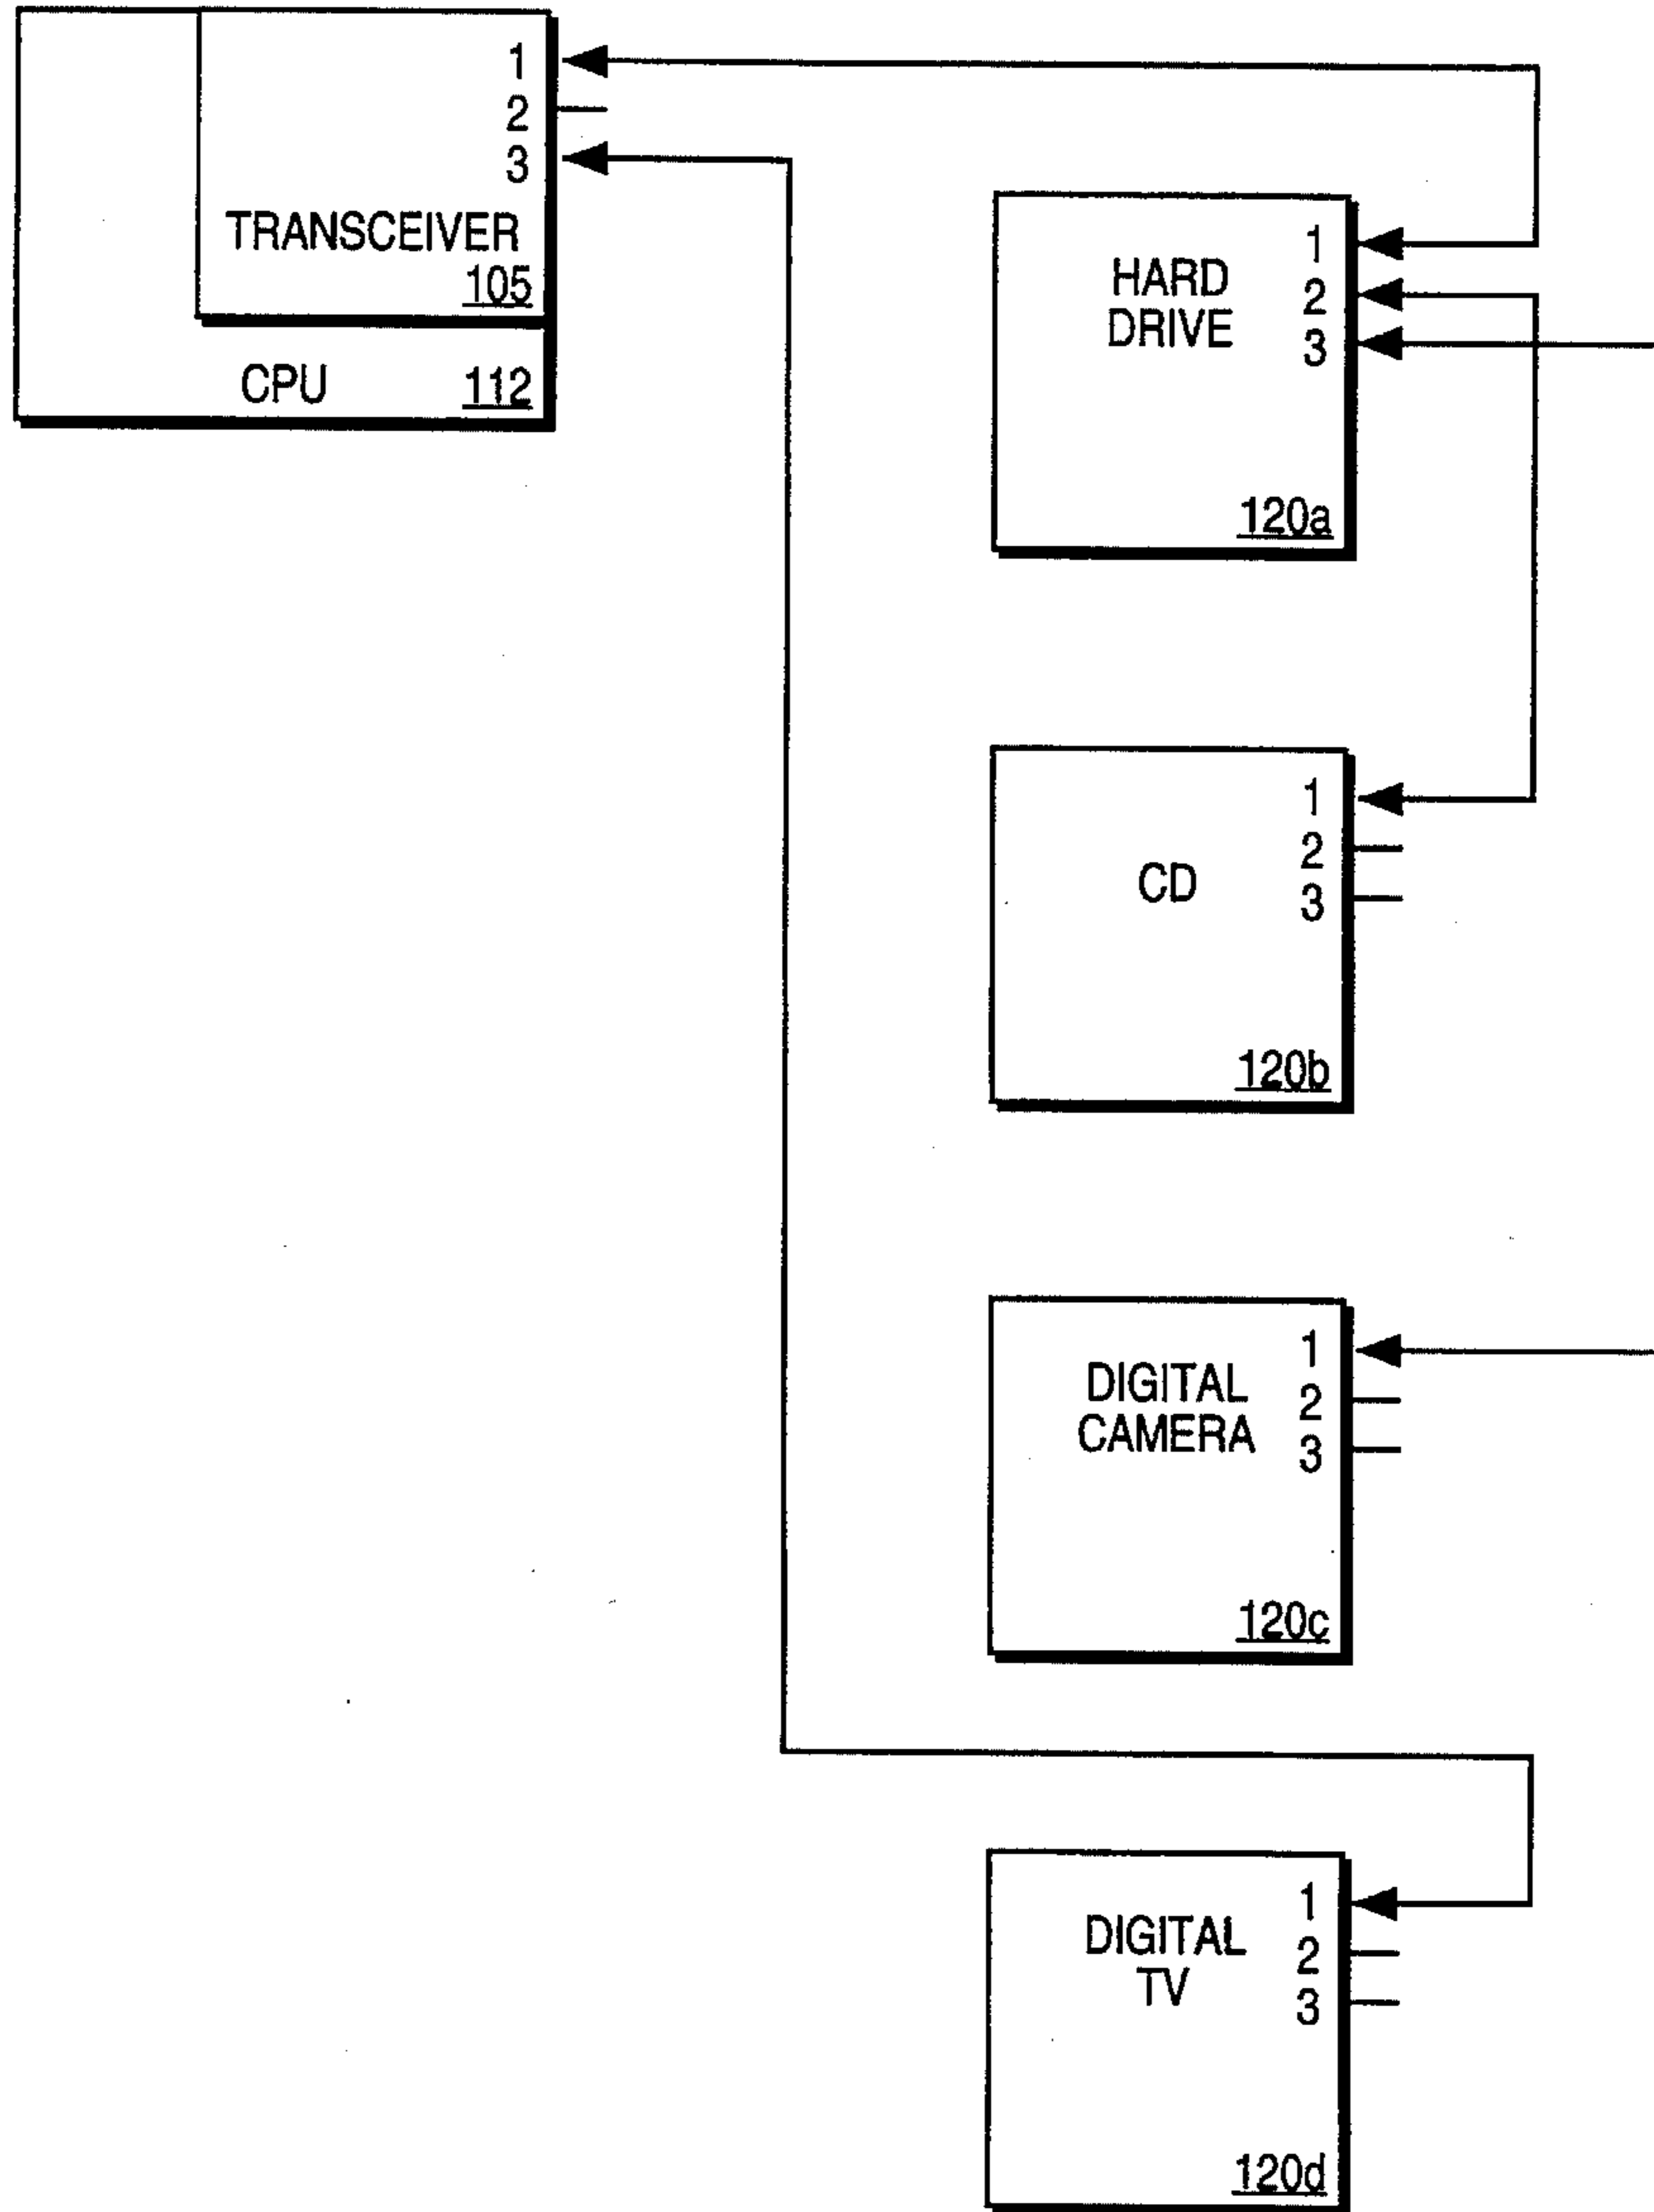 1
2
3
TRANSCEIVER
105
CPU 112
1
HARD
2
DRIVE
3
120a
1
2
CD
3
120b
1
DIGITAL
2
CAMERA
3
120c
1
DIGITAL
2
TV
3
120d